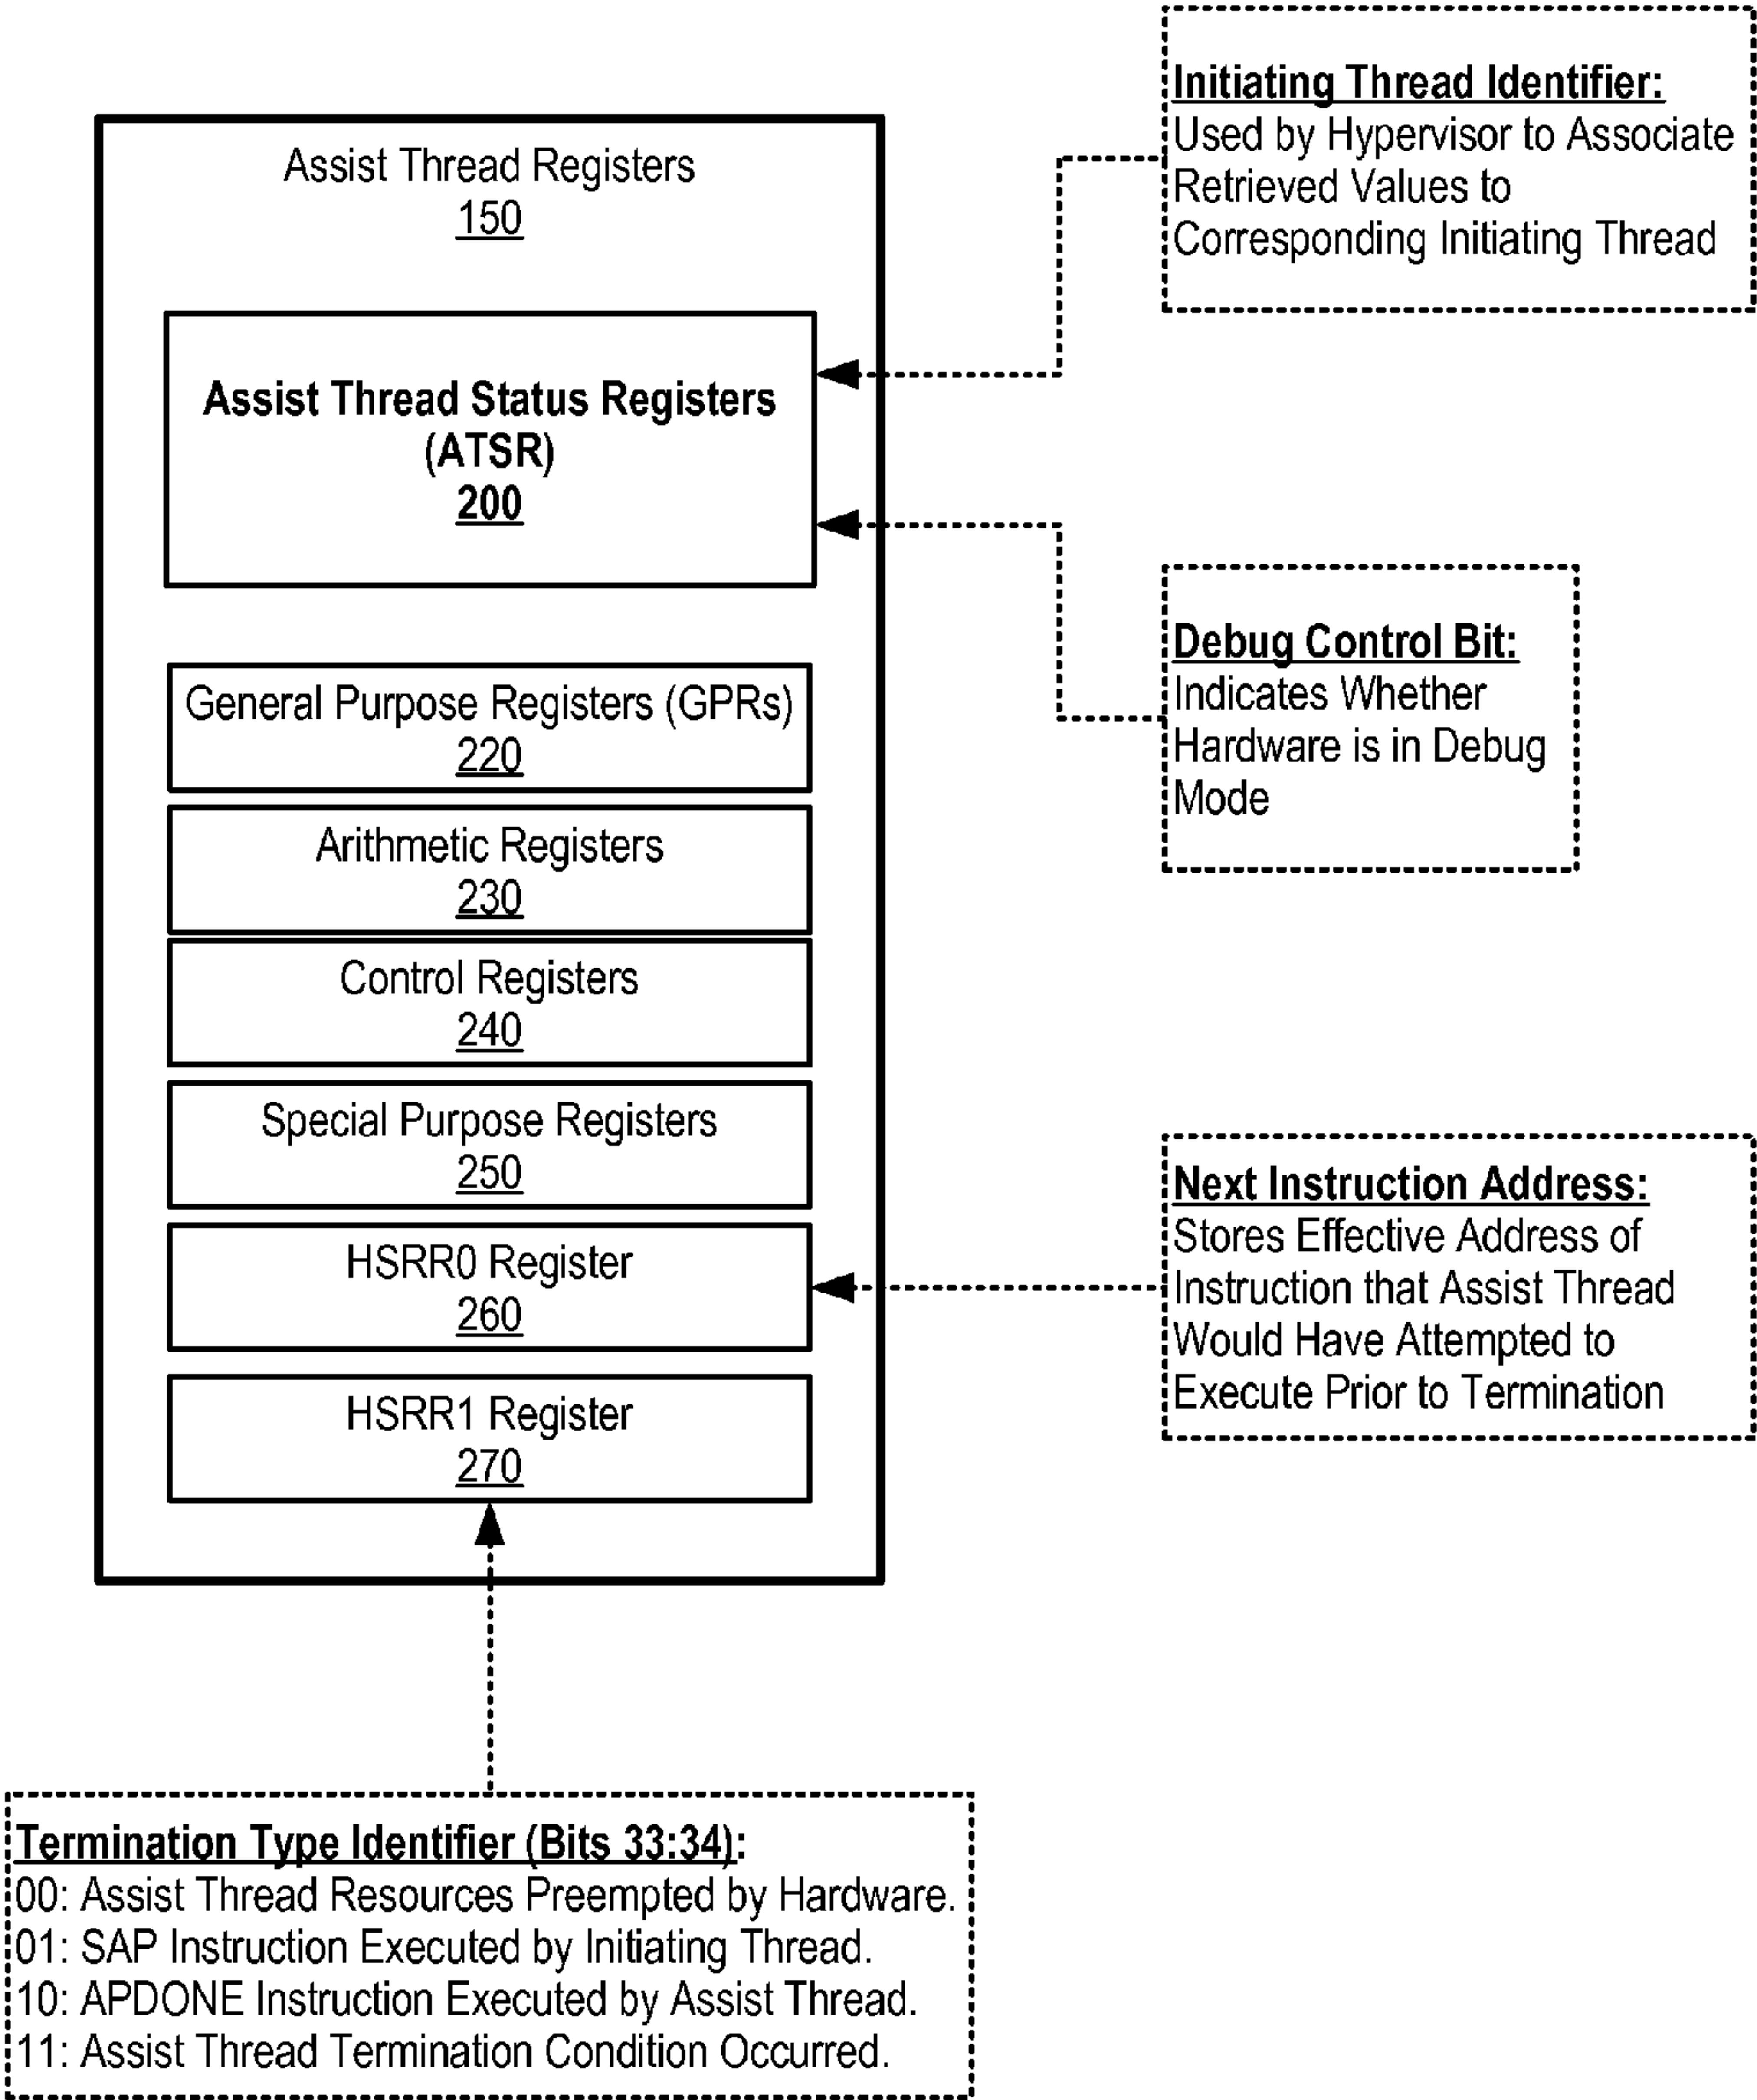 Assist Thread Registers
150
Assist Thread Status Registers
(ATSR)
200
General Purpose Registers (GPRs)
220
Arithmetic Registers
230
Control Registers
240
Special Purpose Registers
250
HSRR0 Register
260
HSRR1 Register
270
Initiating Thread Identifier:
Used by Hypervisor to Associate
Retrieved Values to
Corresponding Initiating Thread
Debug Control Bit:
Indicates Whether
Hardware is in Debug
Mode
Next Instruction Address:
Stores Effective Address of
Instruction that Assist Thread
Would Have Attempted to
Execute Prior to Termination
Termination Type Identifier (Bits 33:34):
00: Assist Thread Resources Preempted by Hardware.
01: SAP Instruction Executed by Initiating Thread.
10: APDONE Instruction Executed by Assist Thread.
11: Assist Thread Termination Condition Occurred.